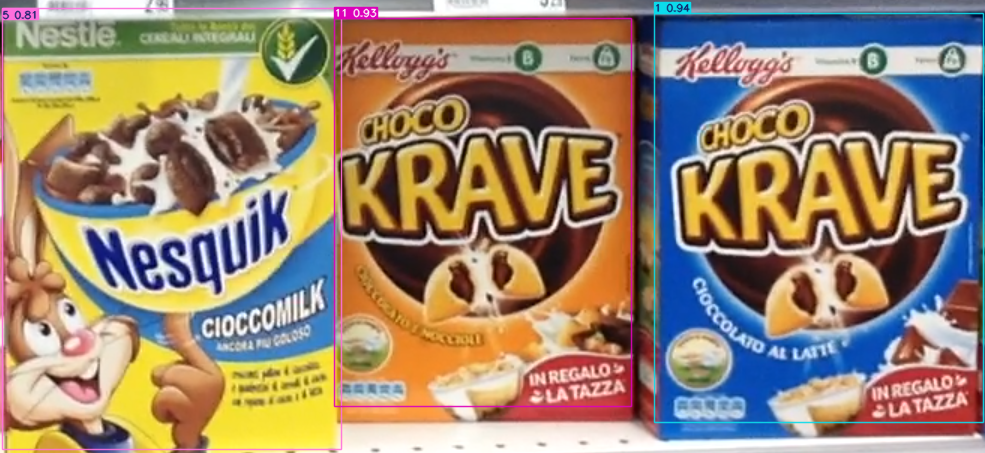 5 0.81
11 0.93
1 0.94
Nestlé
CEREALI INTEGRALI
Nesquik
CIOCCOMILK
ANCORA PIÙ GOLOSO
Kellogg's
B
CHOCO
KRAVE
CIOCCOLATO E NOCCIOLE
IN REGALO
LA TAZZA
Kellogg's
B
CHOCO
KRAVE
CIOCCOLATO AL LATTE
IN REGALO
LA TAZZA